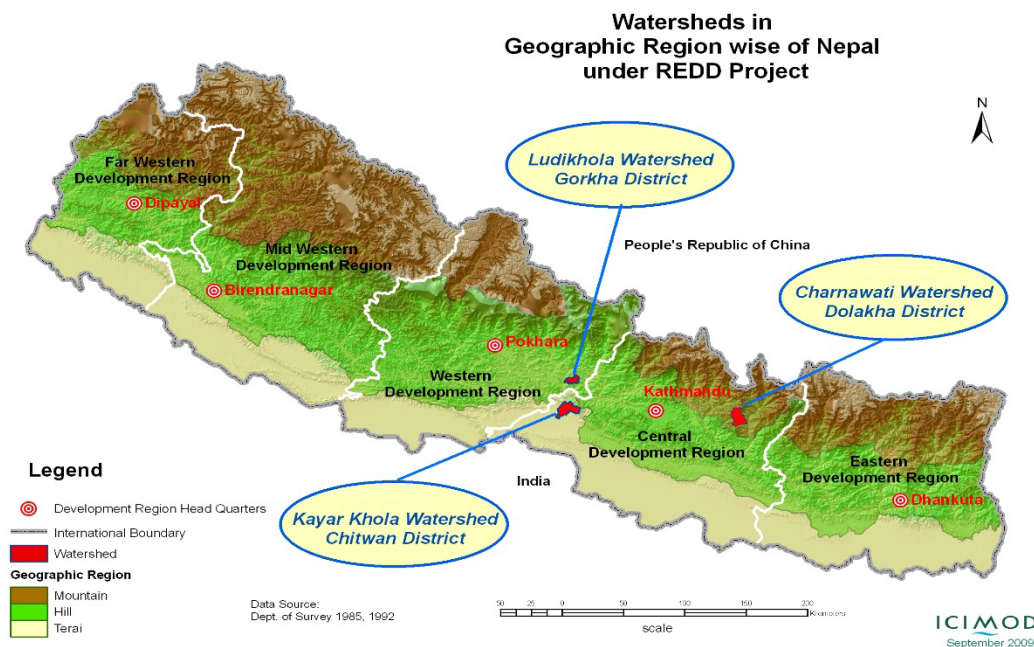 Watersheds in
Geographic Region wise of Nepal
under REDD Project
N
Ludikhola Watershed
Gorkha District
Far Western
Development Region
Dipayal
People's Republic of China
Mid Western
Development Region
Birendranagar
Charnawati Watershed
Dolakha District
Pokhara
Western
Development Region
Kathmandu
Central
Development Region
Eastern
Development Region
Dhankuta
India
Kayar Khola Watershed
Chitwan District
Legend
Development Region Head Quarters
International Boundary
Watershed
Geographic Region
Mountain
Hill
Terai
Data Source:
Dept. of Survey 1985, 1992
50 25 0 50 100 150 200
Kilometers
scale
ICIMOD
September 2009